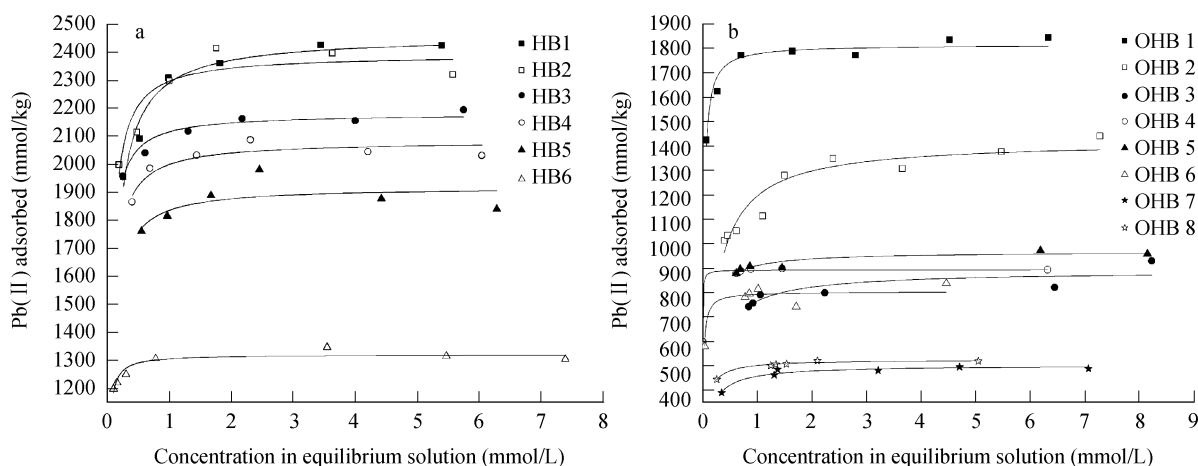 a
2500
2400
2300
2200
2100
2000
1900
1800
1700
1600
1500
1400
1300
1200
0 1 2 3 4 5 6 7 8
Pb(II) adsorbed (mmol/kg)
Concentration in equilibrium solution (mmol/L)
HB1
HB2
HB3
HB4
HB5
HB6
b
1900
1800
1700
1600
1500
1400
1300
1200
1100
1000
900
800
700
600
500
400
0 1 2 3 4 5 6 7 8 9
Pb(II) adsorbed (mmol/kg)
Concentration in equilibrium solution (mmol/L)
OHB 1
OHB 2
OHB 3
OHB 4
OHB 5
OHB 6
OHB 7
OHB 8